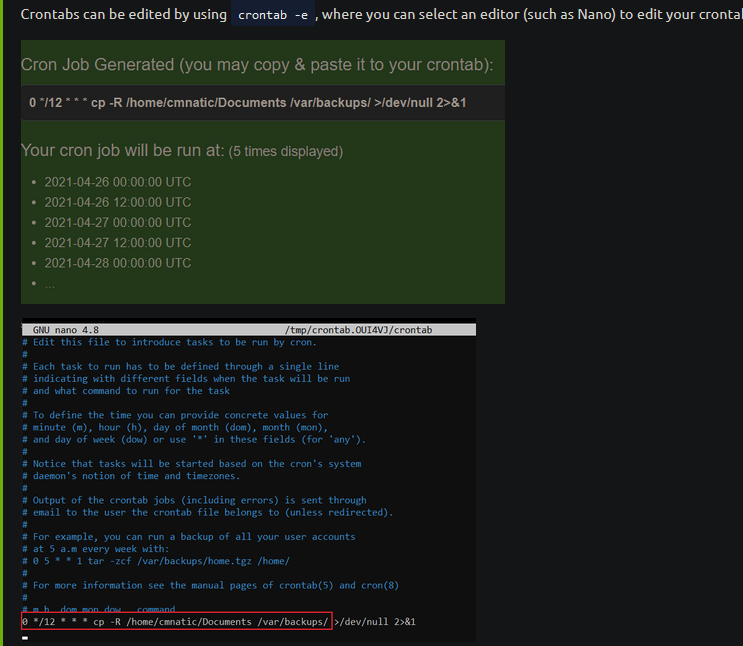 Crontabs can be edited by using crontab -e , where you can select an editor (such as Nano) to edit your crontal
Cron Job Generated (you may copy & paste it to your crontab):
0 */12 * * * cp -R /home/cmnatic/Documents /var/backups/ >/dev/null 2>&1
Your cron job will be run at: (5 times displayed)
• 2021-04-26 00:00:00 UTC
• 2021-04-26 12:00:00 UTC
• 2021-04-27 00:00:00 UTC
• 2021-04-27 12:00:00 UTC
• 2021-04-28 00:00:00 UTC
• ...
GNU nano 4.8 /tmp/crontab.OUI4VJ/crontab
# Edit this file to introduce tasks to be run by cron.
#
# Each task to run has to be defined through a single line
# indicating with different fields when the task will be run
# and what command to run for the task
#
# To define the time you can provide concrete values for
# minute (m), hour (h), day of month (dom), month (mon),
# and day of week (dow) or use '*' in these fields (for 'any').
#
# Notice that tasks will be started based on the cron's system
# daemon's notion of time and timezones.
#
# Output of the crontab jobs (including errors) is sent through
# email to the user the crontab file belongs to (unless redirected).
#
# For example, you can run a backup of all your user accounts
# at 5 a.m every week with:
# 0 5 * * 1 tar -zcf /var/backups/home.tgz /home/
#
# For more information see the manual pages of crontab(5) and cron(8)
#
# m h  dom mon dow   command
0 */12 * * * cp -R /home/cmnatic/Documents /var/backups/ >/dev/null 2>&1